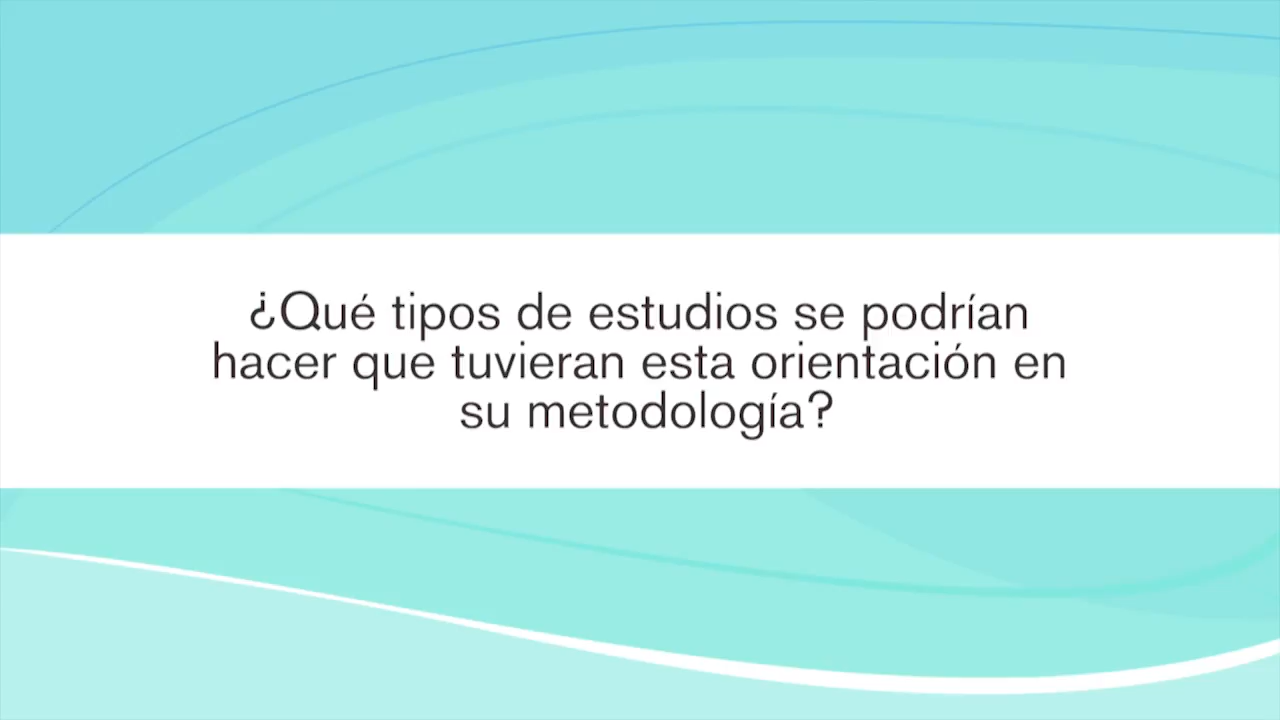 ¿Qué tipos de estudios se podrían
hacer que tuvieran esta orientación en
su metodología?